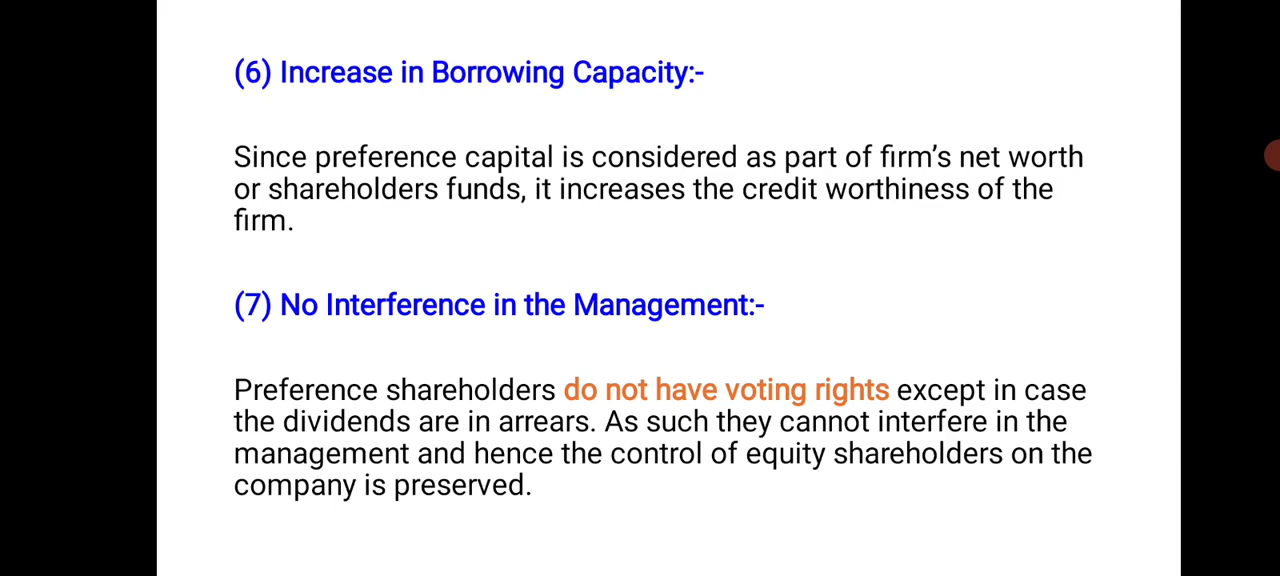 (6) Increase in Borrowing Capacity:-
Since preference capital is considered as part of firm's net worth
or shareholders funds, it increases the credit worthiness of the
firm.
(7) No Interference in the Management:-
Preference shareholders do not have voting rights except in case
the dividends are in arrears. As such they cannot interfere in the
management and hence the control of equity shareholders on the
company is preserved.